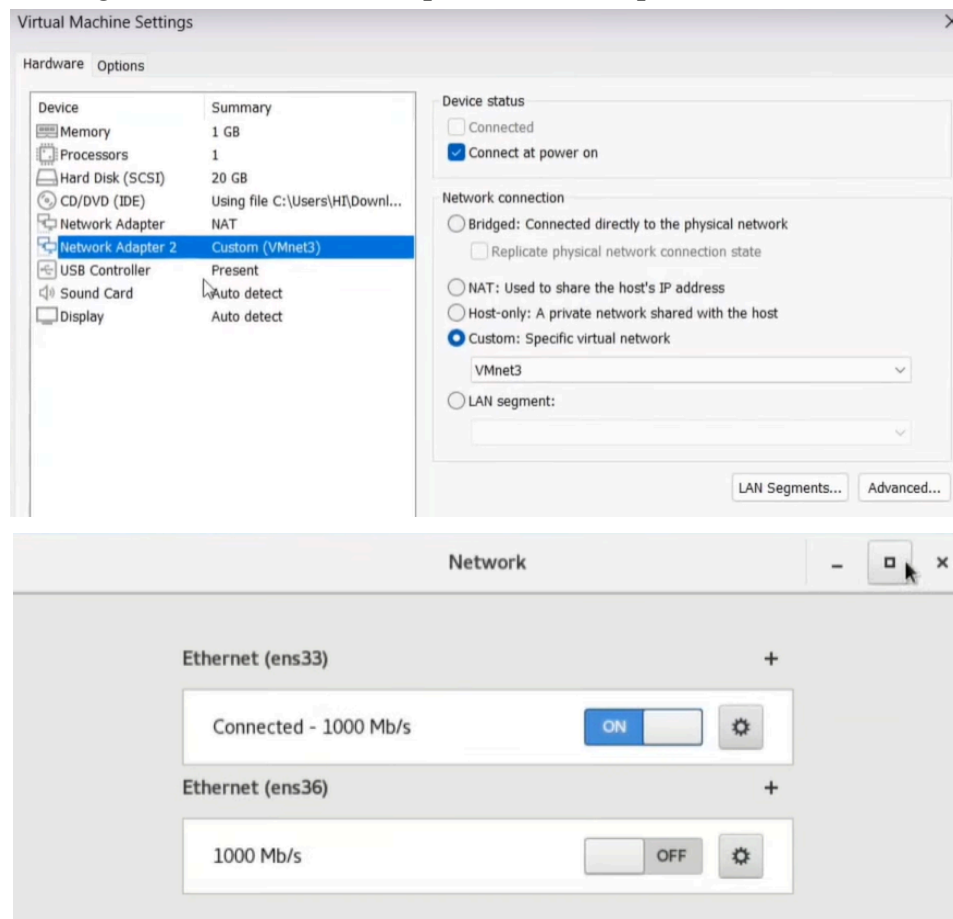 Virtual Machine Settings
Hardware Options
Device Summary
Memory 1 GB
Processors 1
Hard Disk (SCSI) 20 GB
CD/DVD (IDE) Using file C:\Users\HI\Downl...
Network Adapter NAT
Network Adapter 2 Custom (VMnet3)
USB Controller Present
Sound Card Auto detect
Display Auto detect
Device status
Connected
Connect at power on
Network connection
Bridged: Connected directly to the physical network
Replicate physical network connection state
NAT: Used to share the host's IP address
Host-only: A private network shared with the host
Custom: Specific virtual network
VMnet3
LAN segment:
LAN Segments... Advanced...
Network
Ethernet (ens33)
Connected - 1000 Mb/s ON
Ethernet (ens36)
1000 Mb/s OFF